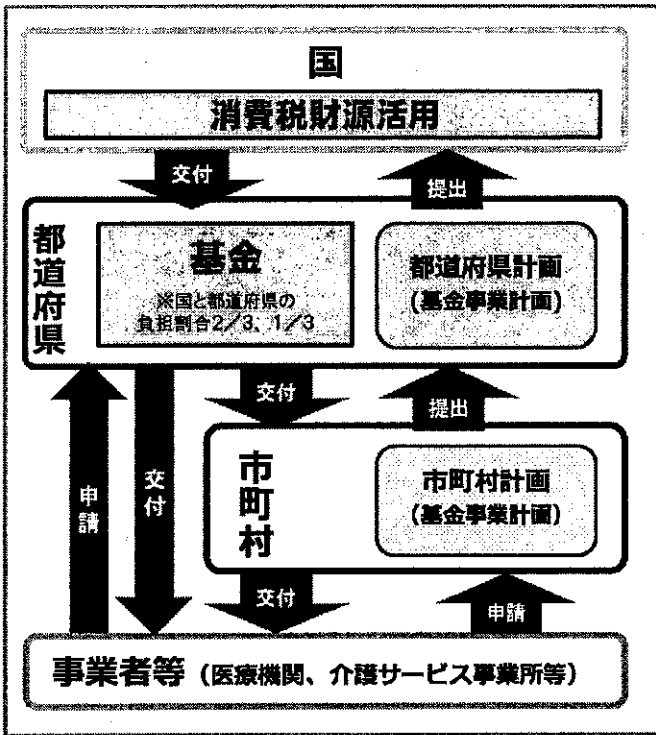 国
消費税財源活用
交付
提出
都道府県
基金
※国と都道府県の
負担割合2/3、1/3
都道府県計画
(基金事業計画)
交付
提出
申請
交付
市町村
市町村計画
(基金事業計画)
交付
申請
事業者等(医療機関、介護サービス事業所等)